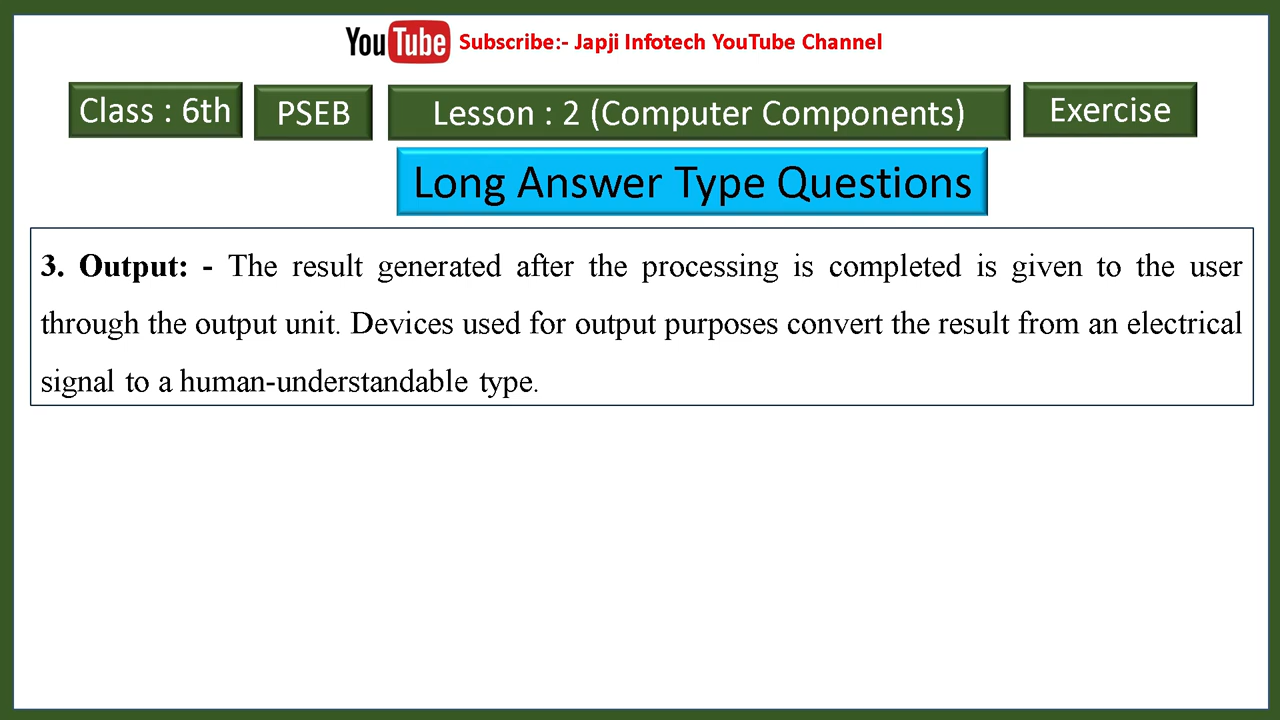 YouTube Subscribe:- Japji Infotech YouTube Channel
Class : 6th PSEB Lesson : 2 (Computer Components) Exercise
Long Answer Type Questions
3. Output: - The result generated after the processing is completed is given to the user
through the output unit. Devices used for output purposes convert the result from an electrical
signal to a human-understandable type.